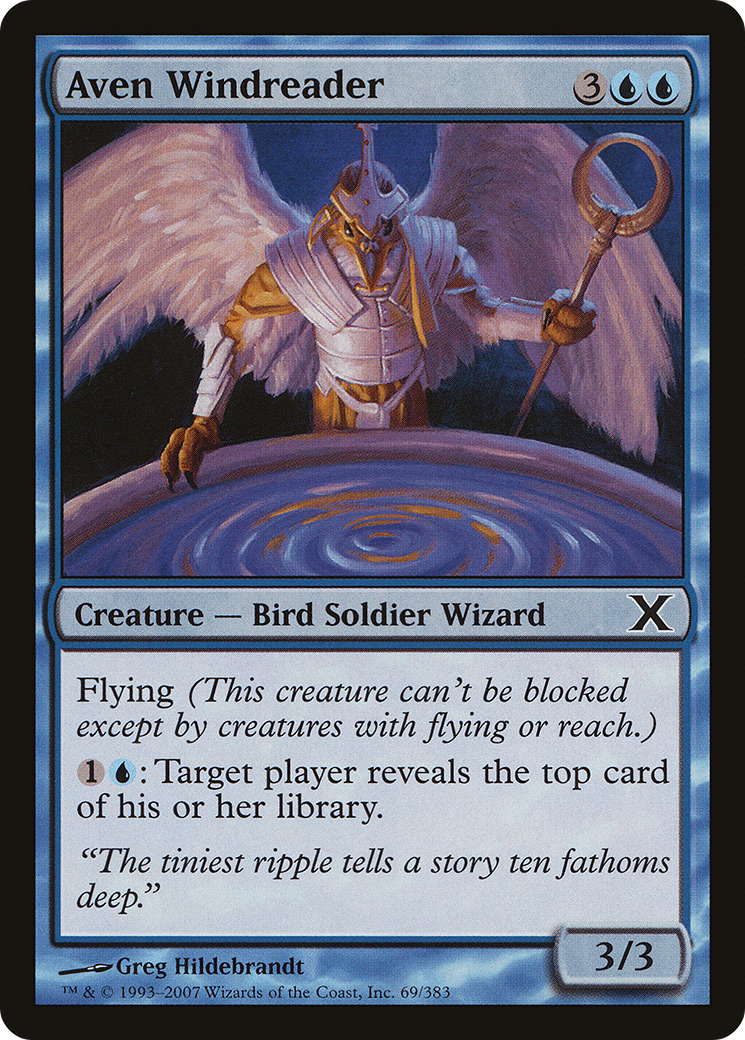 Aven Windreader 3
Creature — Bird Soldier Wizard X
Flying (This creature can't be blocked
except by creatures with flying or reach.)
1 : Target player reveals the top card
of his or her library.
"The tiniest ripple tells a story ten fathoms
deep."
3/3
Greg Hildebrandt
™ & © 1993–2007 Wizards of the Coast, Inc. 69/383